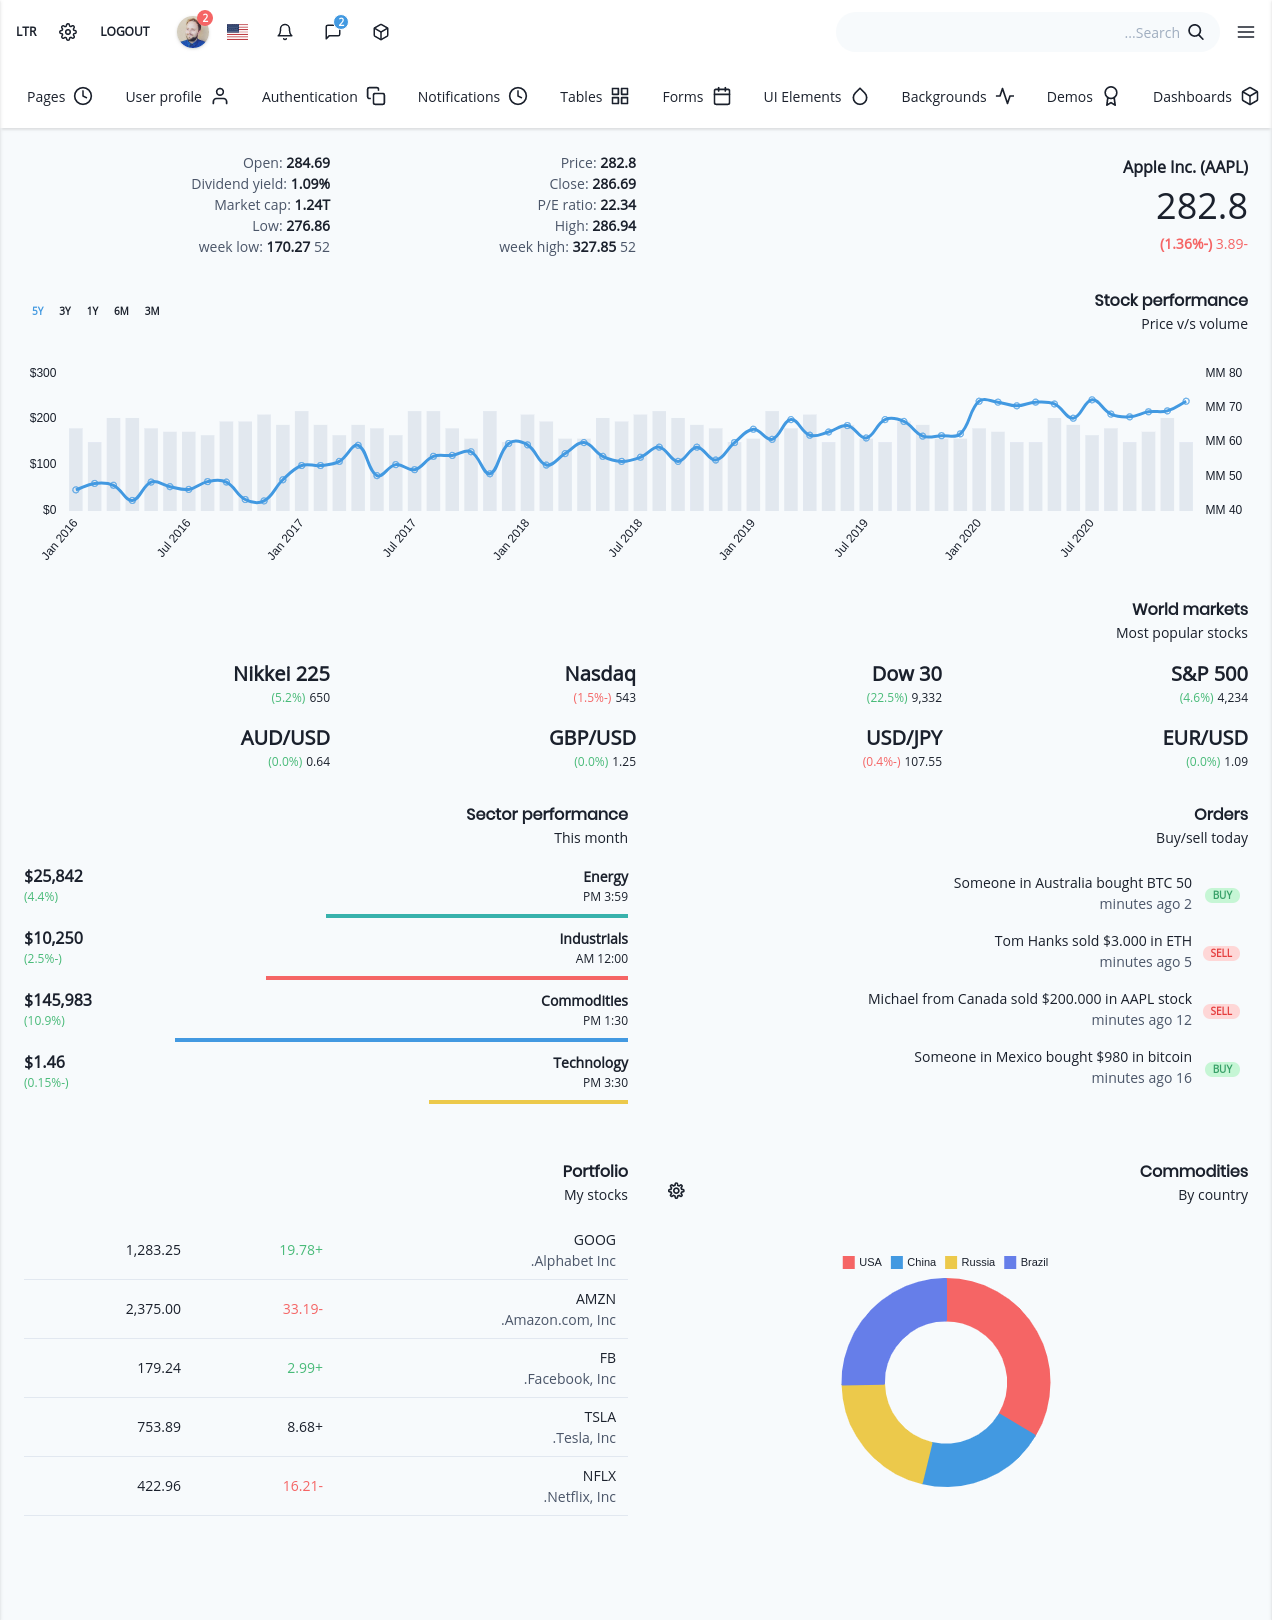 LTR
LOGOUT
2
2
...Search
Pages
User profile
Authentication
Notifications
Tables
Forms
UI Elements
Backgrounds
Demos
Dashboards
Apple Inc. (AAPL)
282.8
(1.36%-) 3.89-
Price: 282.8
Close: 286.69
P/E ratio: 22.34
High: 286.94
week high: 327.85 52
Open: 284.69
Dividend yield: 1.09%
Market cap: 1.24T
Low: 276.86
week low: 170.27 52
Stock performance
Price v/s volume
5Y 3Y 1Y 6M 3M
$300
$200
$100
$0
MM 80
MM 70
MM 60
MM 50
MM 40
Jan 2016
Jul 2016
Jan 2017
Jul 2017
Jan 2018
Jul 2018
Jan 2019
Jul 2019
Jan 2020
Jul 2020
World markets
Most popular stocks
Nikkei 225
(5.2%) 650
Nasdaq
(1.5%-) 543
Dow 30
(22.5%) 9,332
S&P 500
(4.6%) 4,234
AUD/USD
(0.0%) 0.64
GBP/USD
(0.0%) 1.25
USD/JPY
(0.4%-) 107.55
EUR/USD
(0.0%) 1.09
Sector performance
This month
$25,842
(4.4%)
Energy
PM 3:59
$10,250
(2.5%-)
Industrials
AM 12:00
$145,983
(10.9%)
Commodities
PM 1:30
$1.46
(0.15%-)
Technology
PM 3:30
Orders
Buy/sell today
Someone in Australia bought BTC 50
minutes ago 2
BUY
Tom Hanks sold $3.000 in ETH
minutes ago 5
SELL
Michael from Canada sold $200.000 in AAPL stock
minutes ago 12
SELL
Someone in Mexico bought $980 in bitcoin
minutes ago 16
BUY
Portfolio
My stocks
1,283.25 19.78+ GOOG
.Alphabet Inc
2,375.00 33.19- AMZN
.Amazon.com, Inc
179.24 2.99+ FB
.Facebook, Inc
753.89 8.68+ TSLA
.Tesla, Inc
422.96 16.21- NFLX
.Netflix, Inc
Commodities
By country
USA China Russia Brazil